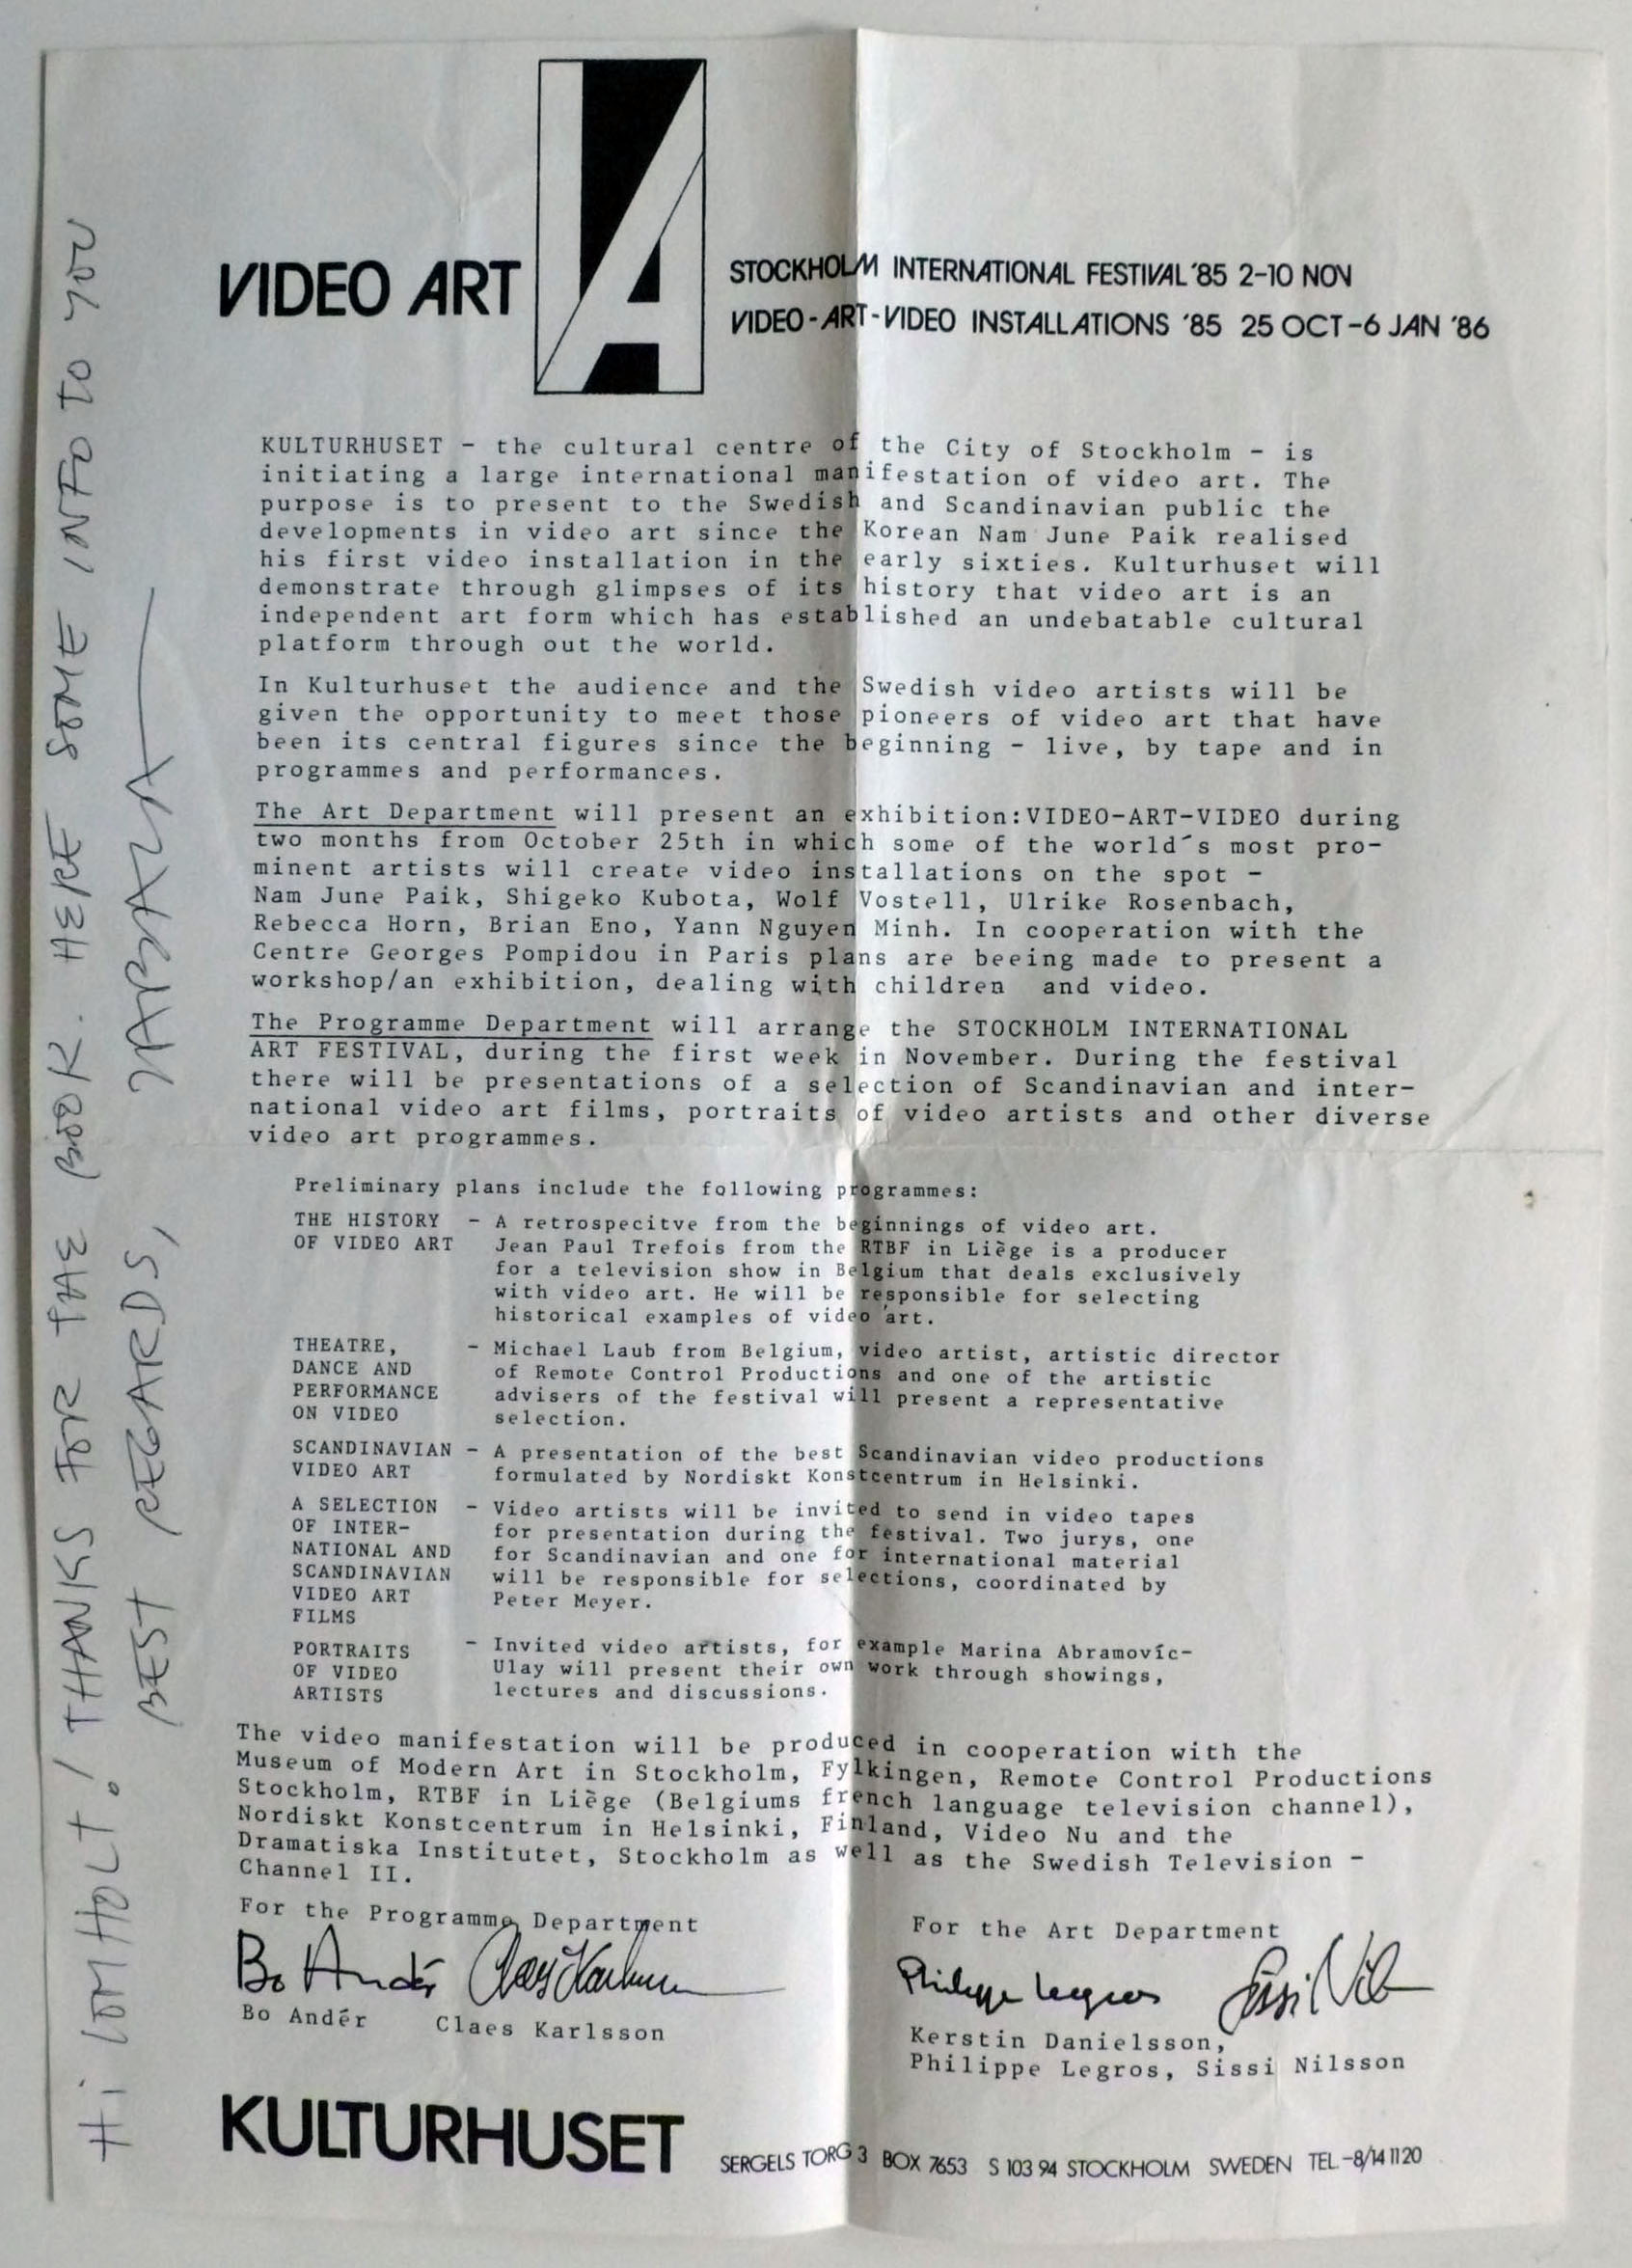 VIDEO ART
STOCKHOLM INTERNATIONAL FESTIVAL '85 2-10 NOV
VIDEO-ART-VIDEO INSTALLATIONS '85 25 OCT-6 JAN '86
KULTURHUSET - the cultural centre of the City of Stockholm - is
initiating a large international manifestation of video art. The
purpose is to present to the Swedish and Scandinavian public the
developments in video art since the Korean Nam June Paik realised
his first video installation in the early sixties. Kulturhuset will
demonstrate through glimpses of its history that video art is an
independent art form which has established an undebatable cultural
platform through out the world.
In Kulturhuset the audience and the Swedish video artists will be
given the opportunity to meet those pioneers of video art that have
been its central figures since the beginning - live, by tape and in
programmes and performances.
The Art Department will present an exhibition:VIDEO-ART-VIDEO during
two months from October 25th in which some of the world´s most pro-
minent artists will create video installations on the spot -
Nam June Paik, Shigeko Kubota, Wolf Vostell, Ulrike Rosenbach,
Rebecca Horn, Brian Eno, Yann Nguyen Minh. In cooperation with the
Centre Georges Pompidou in Paris plans are beeing made to present a
workshop/an exhibition, dealing with children and video.
The Programme Department will arrange the STOCKHOLM INTERNATIONAL
ART FESTIVAL, during the first week in November. During the festival
there will be presentations of a selection of Scandinavian and inter-
national video art films, portraits of video artists and other diverse
video art programmes.
Preliminary plans include the following programmes:
THE HISTORY - A retrospecitve from the beginnings of video art.
OF VIDEO ART Jean Paul Trefois from the RTBF in Liège is a producer
for a television show in Belgium that deals exclusively
with video art. He will be responsible for selecting
historical examples of video art.
THEATRE, - Michael Laub from Belgium, video artist, artistic director
DANCE AND of Remote Control Productions and one of the artistic
PERFORMANCE advisers of the festival will present a representative
ON VIDEO selection.
SCANDINAVIAN - A presentation of the best Scandinavian video productions
VIDEO ART formulated by Nordiskt Konstcentrum in Helsinki.
A SELECTION - Video artists will be invited to send in video tapes
OF INTER- for presentation during the festival. Two jurys, one
NATIONAL AND for Scandinavian and one for international material
SCANDINAVIAN will be responsible for selections, coordinated by
VIDEO ART Peter Meyer.
FILMS
PORTRAITS - Invited video artists, for example Marina Abramovíc-
OF VIDEO Ulay will present their own work through showings,
ARTISTS lectures and discussions.
The video manifestation will be produced in cooperation with the
Museum of Modern Art in Stockholm, Fylkingen, Remote Control Productions
Stockholm, RTBF in Liège (Belgiums french language television channel),
Nordiskt Konstcentrum in Helsinki, Finland, Video Nu and the
Dramatiska Institutet, Stockholm as well as the Swedish Television -
Channel II.
For the Programme Department
Bo Andér Claes Karlsson
Bo Andér Claes Karlsson
For the Art Department
Philippe Legros Sissi Nilsson
Kerstin Danielsson,
Philippe Legros, Sissi Nilsson
KULTURHUSET
SERGELS TORG 3 BOX 7653 S 103 94 STOCKHOLM SWEDEN TEL-8/14 11 20
Hi LOMHOLT! THANKS FOR THE BOOK. HERE SOME INFO TO YOU
BEST REGARDS,